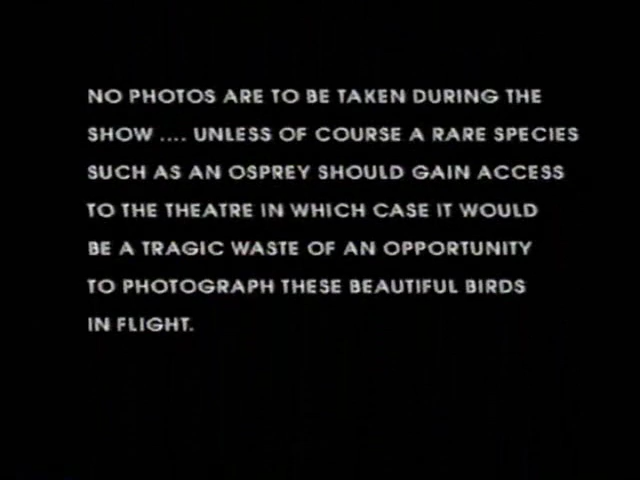 NO PHOTOS ARE TO BE TAKEN DURING THE
SHOW .... UNLESS OF COURSE A RARE SPECIES
SUCH AS AN OSPREY SHOULD GAIN ACCESS
TO THE THEATRE IN WHICH CASE IT WOULD
BE A TRAGIC WASTE OF AN OPPORTUNITY
TO PHOTOGRAPH THESE BEAUTIFUL BIRDS
IN FLIGHT.